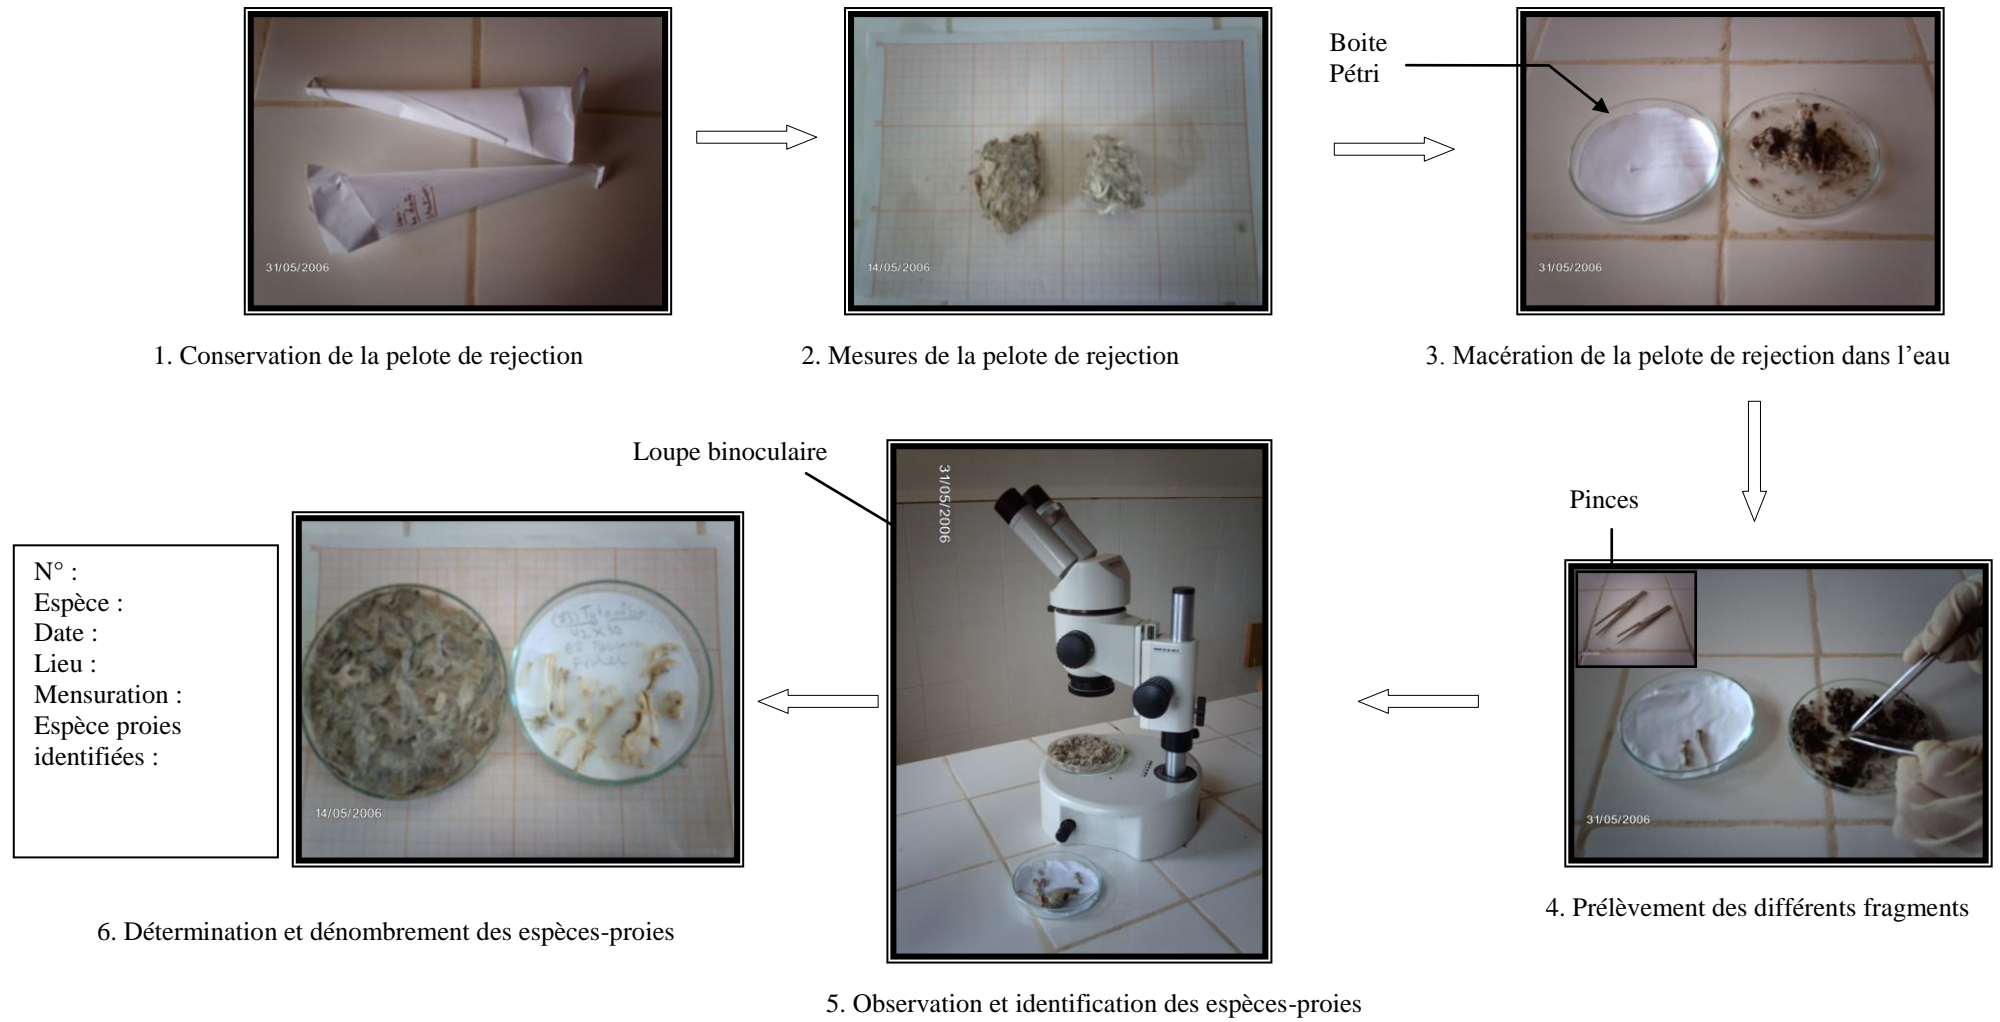 31/05/2006
1. Conservation de la pelote de rejection
14/05/2006
2. Mesures de la pelote de rejection
Boite
Pétri
31/05/2006
3. Macération de la pelote de rejection dans l’eau
Pinces
31/05/2006
4. Prélèvement des différents fragments
Loupe binoculaire
31/05/2006
5. Observation et identification des espèces-proies
14/05/2006
6. Détermination et dénombrement des espèces-proies
N° :
Espèce :
Date :
Lieu :
Mensuration :
Espèce proies
identifiées :